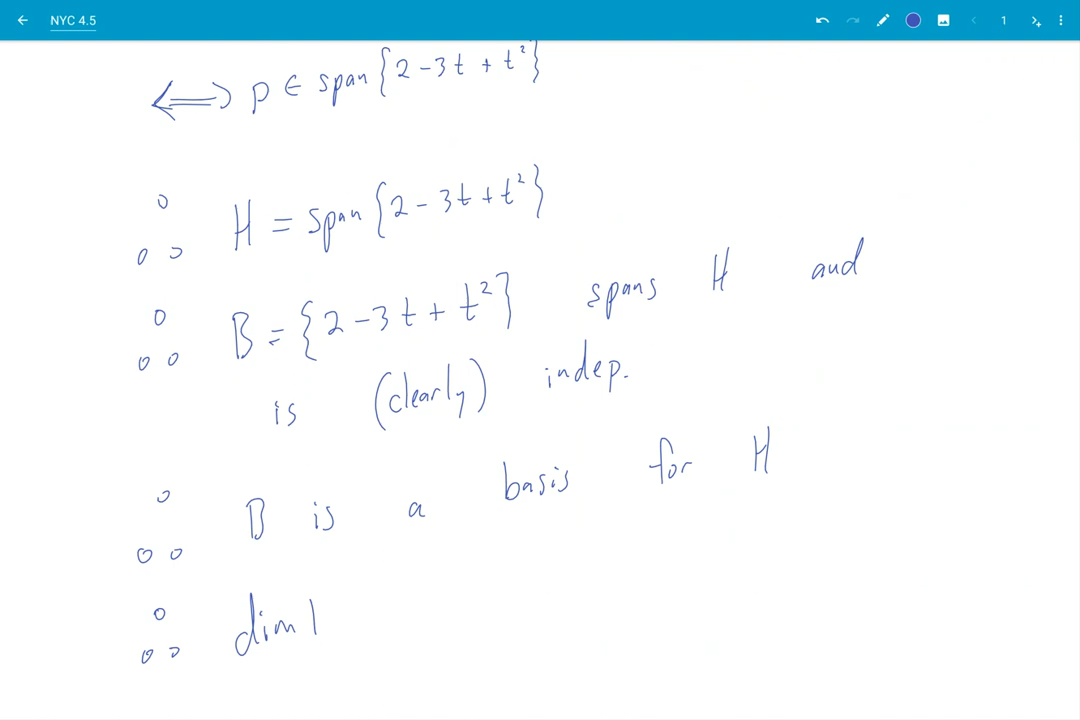 NYC 4.5
1
⟺ p ∈ span {2 - 3t + t²}
∴ H = span {2 - 3t + t²}
∴ B = {2 - 3t + t²} spans H and
is (clearly) indep.
∴ B is a basis for H
∴ dim